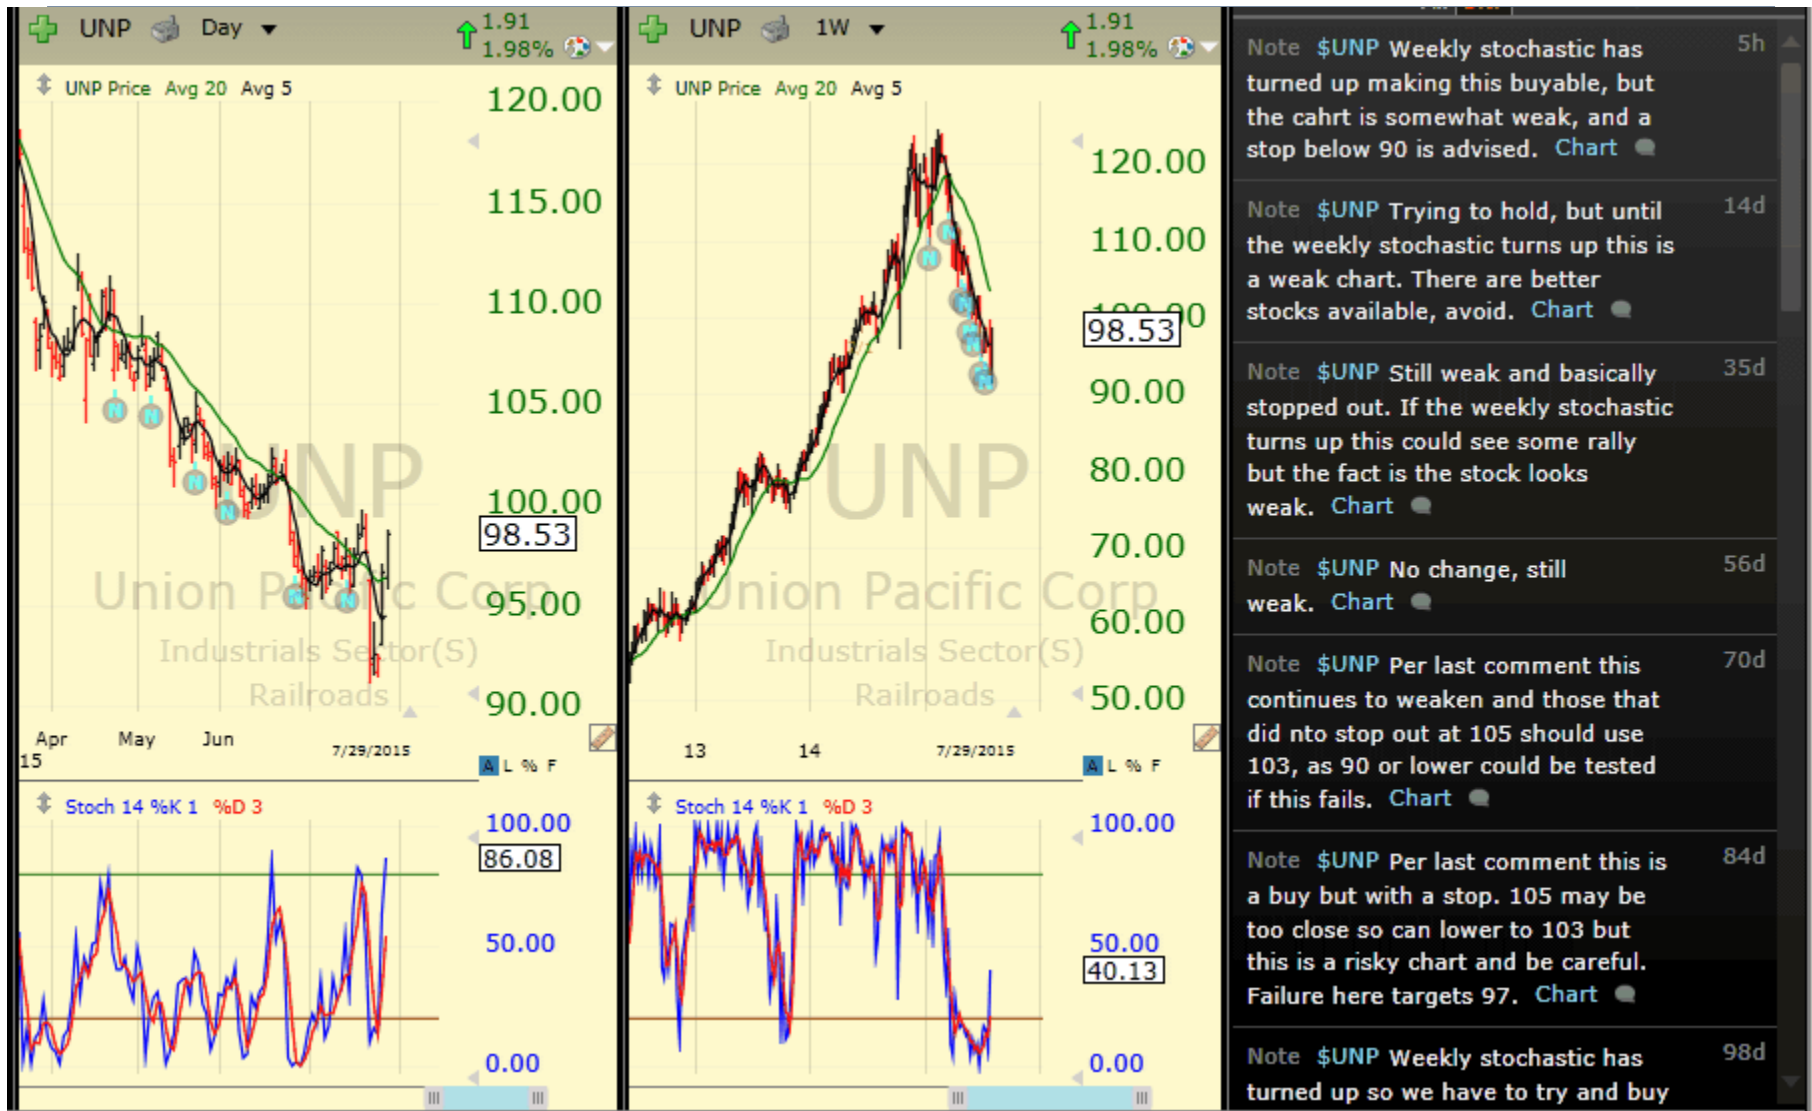 UNP Day 1.91
1.98%
UNP Price Avg 20 Avg 5
120.00
115.00
110.00
105.00
100.00
98.53
95.00
90.00
UNP
Union Pacific Corp
Industrials Sector(S)
Railroads
N
N
N
N
N
N
Apr May Jun 7/29/2015
15
A L % F
Stoch 14 %K 1 %D 3
100.00
86.08
50.00
0.00
UNP 1W 1.91
1.98%
UNP Price Avg 20 Avg 5
120.00
110.00
100.00
98.53
90.00
80.00
70.00
60.00
50.00
UNP
Union Pacific Corp
Industrials Sector(S)
Railroads
N
N
N
N
N
N
13 14 7/29/2015
A L % F
Stoch 14 %K 1 %D 3
100.00
50.00
40.13
0.00
Note $UNP Weekly stochastic has 5h
turned up making this buyable, but
the cahrt is somewhat weak, and a
stop below 90 is advised. Chart
Note $UNP Trying to hold, but until 14d
the weekly stochastic turns up this is
a weak chart. There are better
stocks available, avoid. Chart
Note $UNP Still weak and basically 35d
stopped out. If the weekly stochastic
turns up this could see some rally
but the fact is the stock looks
weak. Chart
Note $UNP No change, still 56d
weak. Chart
Note $UNP Per last comment this 70d
continues to weaken and those that
did nto stop out at 105 should use
103, as 90 or lower could be tested
if this fails. Chart
Note $UNP Per last comment this is 84d
a buy but with a stop. 105 may be
too close so can lower to 103 but
this is a risky chart and be careful.
Failure here targets 97. Chart
Note $UNP Weekly stochastic has 98d
turned up so we have to try and buy